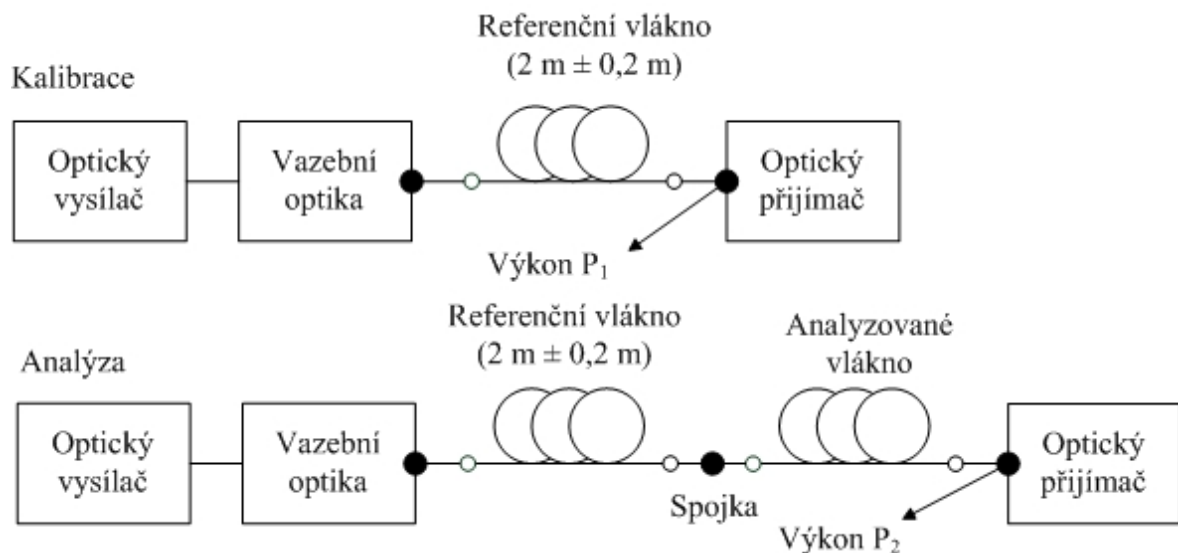 Referenční vlákno
(2 m ± 0,2 m)
Kalibrace
Optický
vysílač
Vazební
optika
Optický
přijímač
Výkon P₁
Referenční vlákno
(2 m ± 0,2 m)
Analyzované
vlákno
Analýza
Optický
vysílač
Vazební
optika
Optický
přijímač
Spojka
Výkon P₂